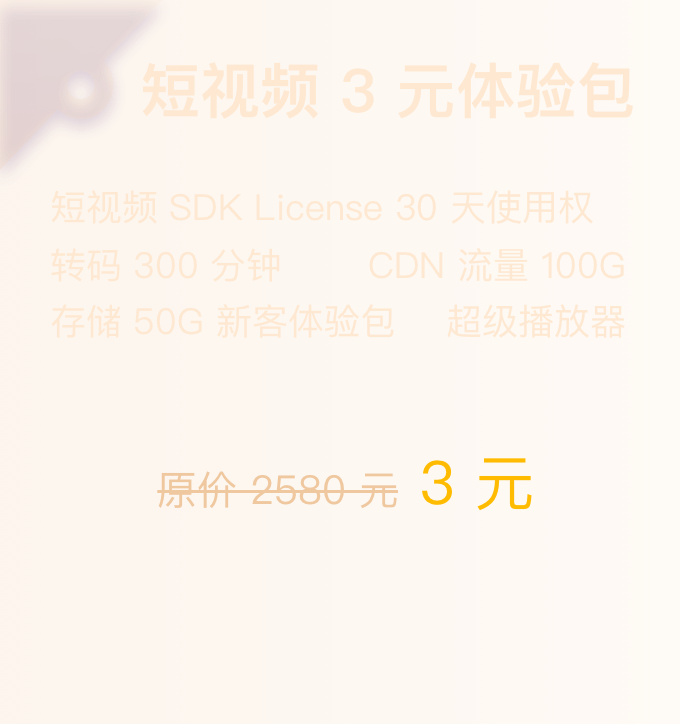 短视频 3 元体验包
短视频 SDK License 30 天使用权
转码 300 分钟 CDN 流量 100G
存储 50G 新客体验包 超级播放器
原价 2580 元 3 元